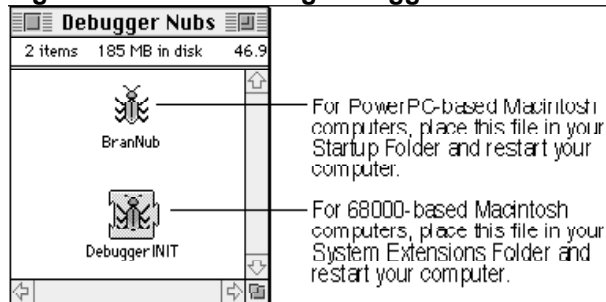 Debugger Nubs
2 items 185 MB in disk 46.9
BranNub
For PowerPC-based Macintosh
computers, place this file in your
Startup Folder and restart your
computer.
DebuggerINIT
For 68000-based Macintosh
computers, place this file in your
System Extensions Folder and
restart your computer.